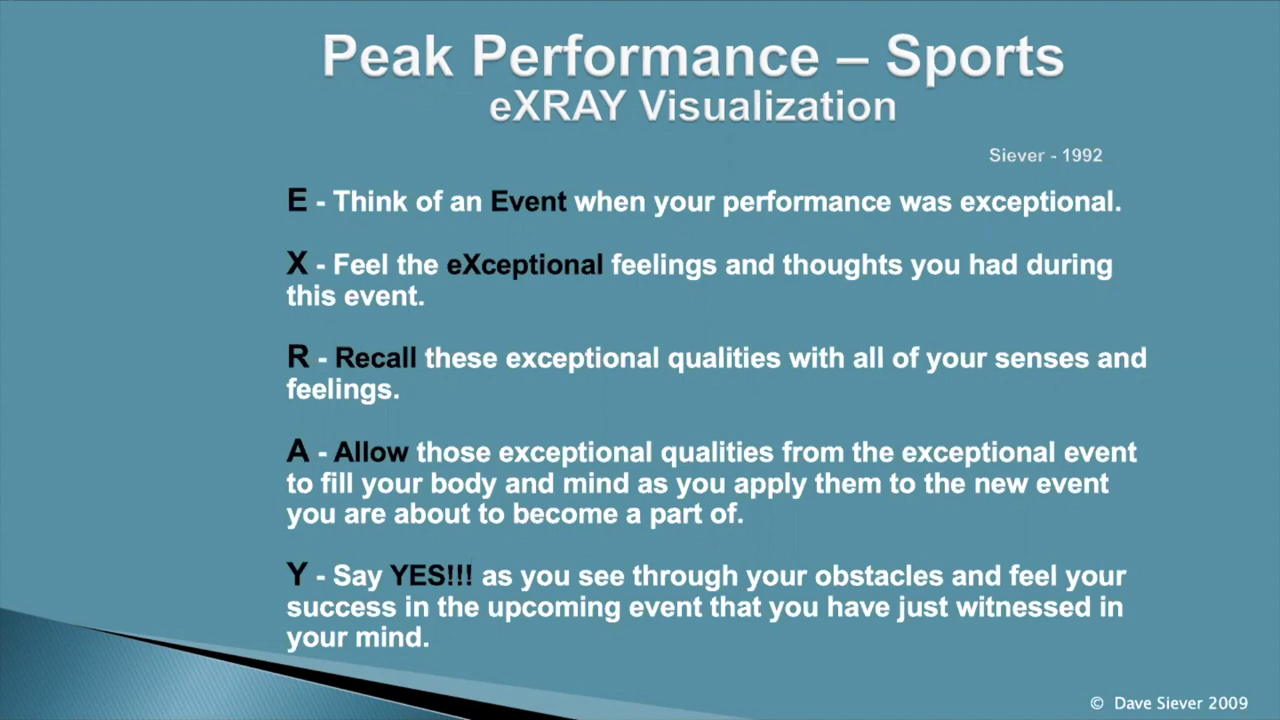 Peak Performance – Sports
eXRAY Visualization
Siever - 1992
E - Think of an Event when your performance was exceptional.
X - Feel the eXceptional feelings and thoughts you had during
this event.
R - Recall these exceptional qualities with all of your senses and
feelings.
A - Allow those exceptional qualities from the exceptional event
to fill your body and mind as you apply them to the new event
you are about to become a part of.
Y - Say YES!!! as you see through your obstacles and feel your
success in the upcoming event that you have just witnessed in
your mind.
© Dave Siever 2009